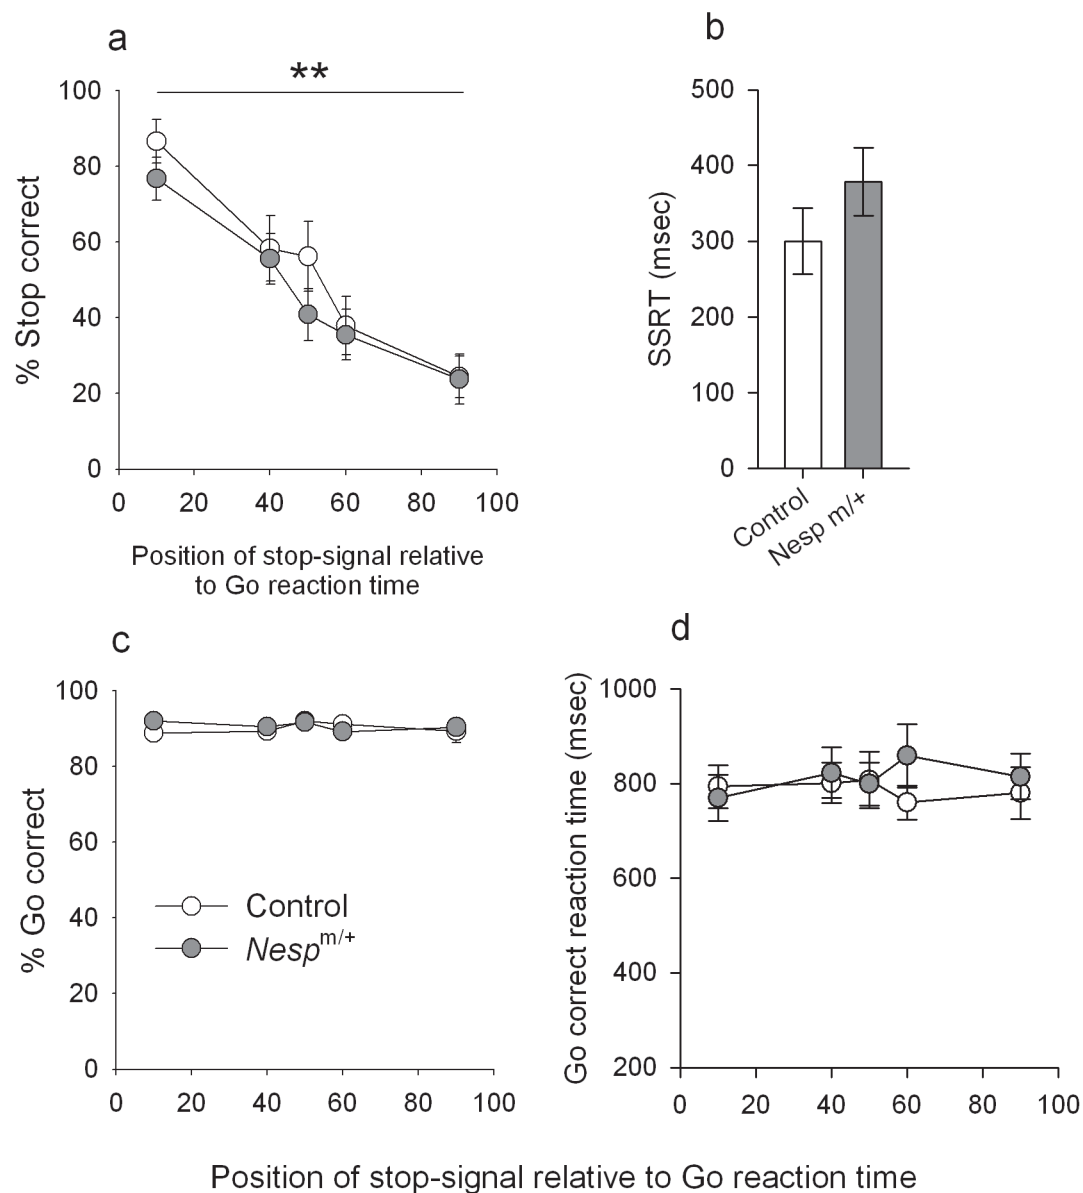 a
**
100
80
60
40
20
0
% Stop correct
0 20 40 60 80 100
Position of stop-signal relative
to Go reaction time
b
500
400
300
200
100
0
SSRT (msec)
Control
Nesp m/+
c
100
80
60
40
20
0
% Go correct
Control
Nesp m/+
0 20 40 60 80 100
d
1000
800
600
400
200
Go correct reaction time (msec)
0 20 40 60 80 100
Position of stop-signal relative to Go reaction time